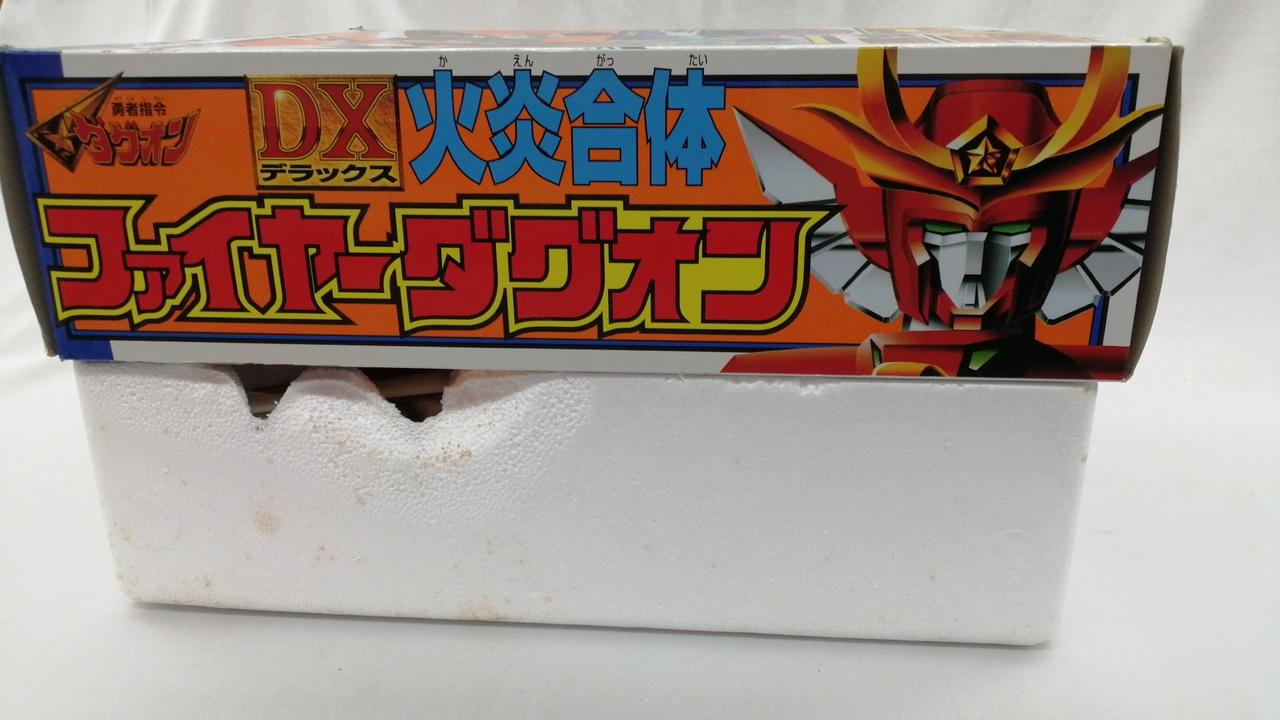 勇者指令
ダグオン
DX
デラックス
か えん がっ たい
火炎合体
ファイヤーダグオン